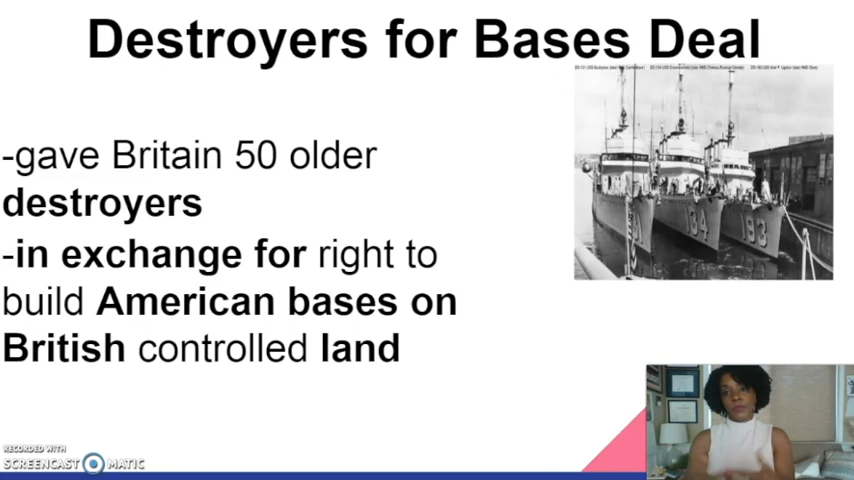 Destroyers for Bases Deal
-gave Britain 50 older
destroyers
-in exchange for right to
build American bases on
British controlled land
134
193
RECORDED WITH
SCREENCAST MATIC